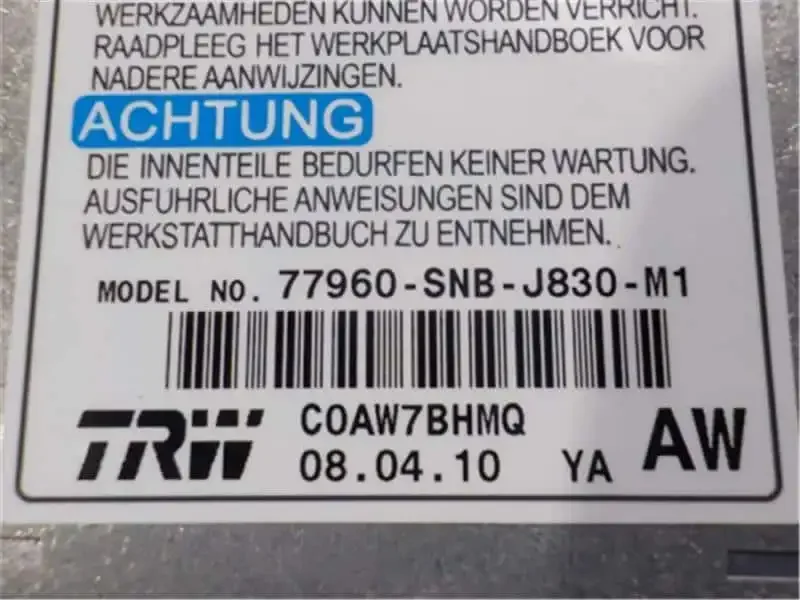 WERKZAAMHEDEN KUNNEN WORDEN VERRICHT.
RAADPLEEG HET WERKPLAATSHANDBOEK VOOR
NADERE AANWIJZINGEN.
ACHTUNG
DIE INNENTEILE BEDURFEN KEINER WARTUNG.
AUSFUHRLICHE ANWEISUNGEN SIND DEM
WERKSTATTHANDBUCH ZU ENTNEHMEN.
MODEL NO. 77960-SNB-J830-M1
TRW C0AW7BHMQ
08.04.10 YA AW